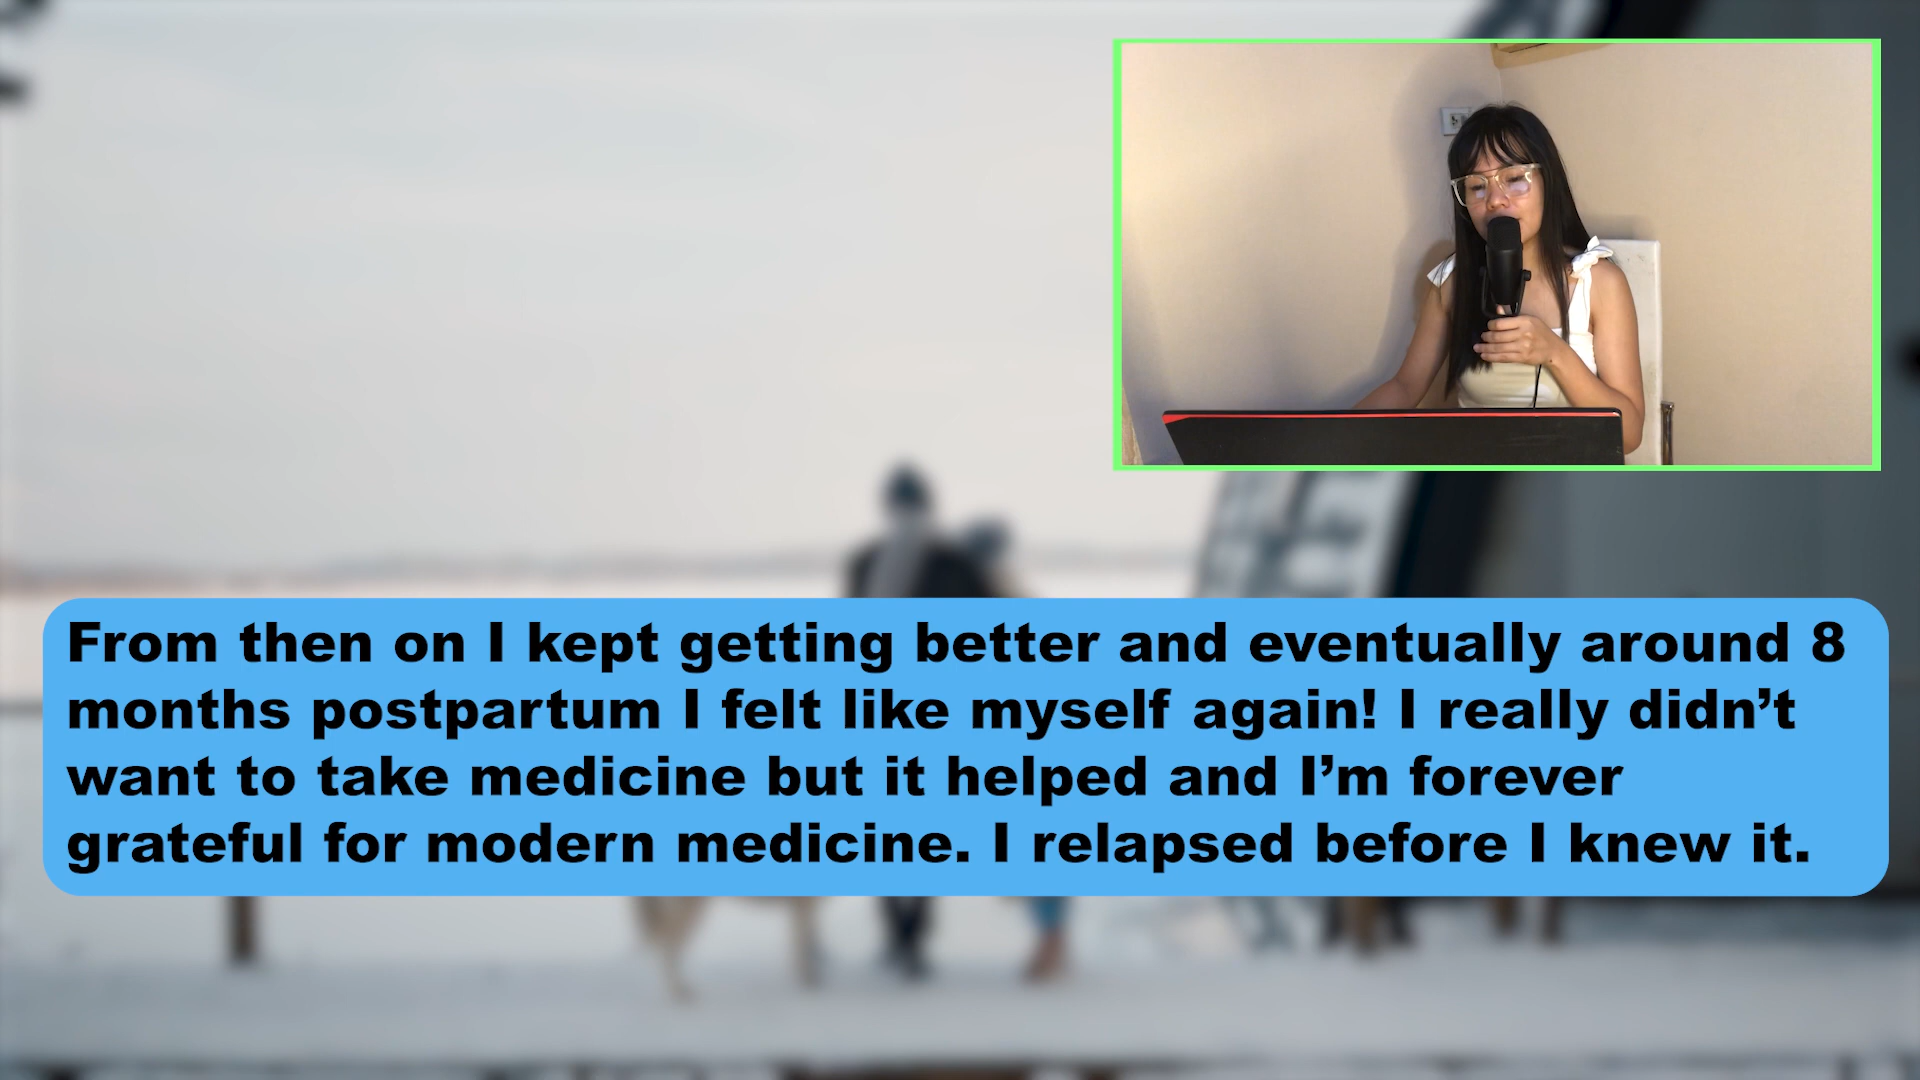 From then on I kept getting better and eventually around 8
months postpartum I felt like myself again! I really didn’t
want to take medicine but it helped and I’m forever
grateful for modern medicine. I relapsed before I knew it.